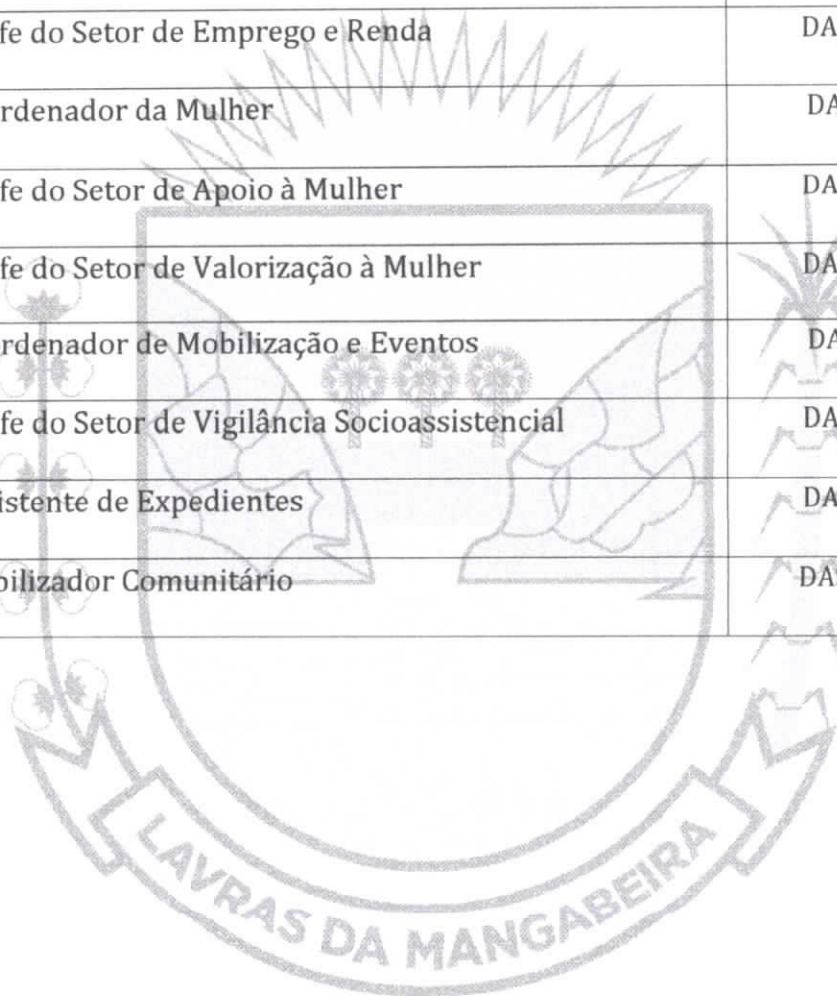 fe do Setor de Emprego e Renda DA
rdenador da Mulher DA
fe do Setor de Apoio à Mulher DA
fe do Setor de Valorização à Mulher DA
rdenador de Mobilização e Eventos DA
fe do Setor de Vigilância Socioassistencial DA
istente de Expedientes DA
bilizador Comunitário DA
LAVRAS DA MANGABEIRA